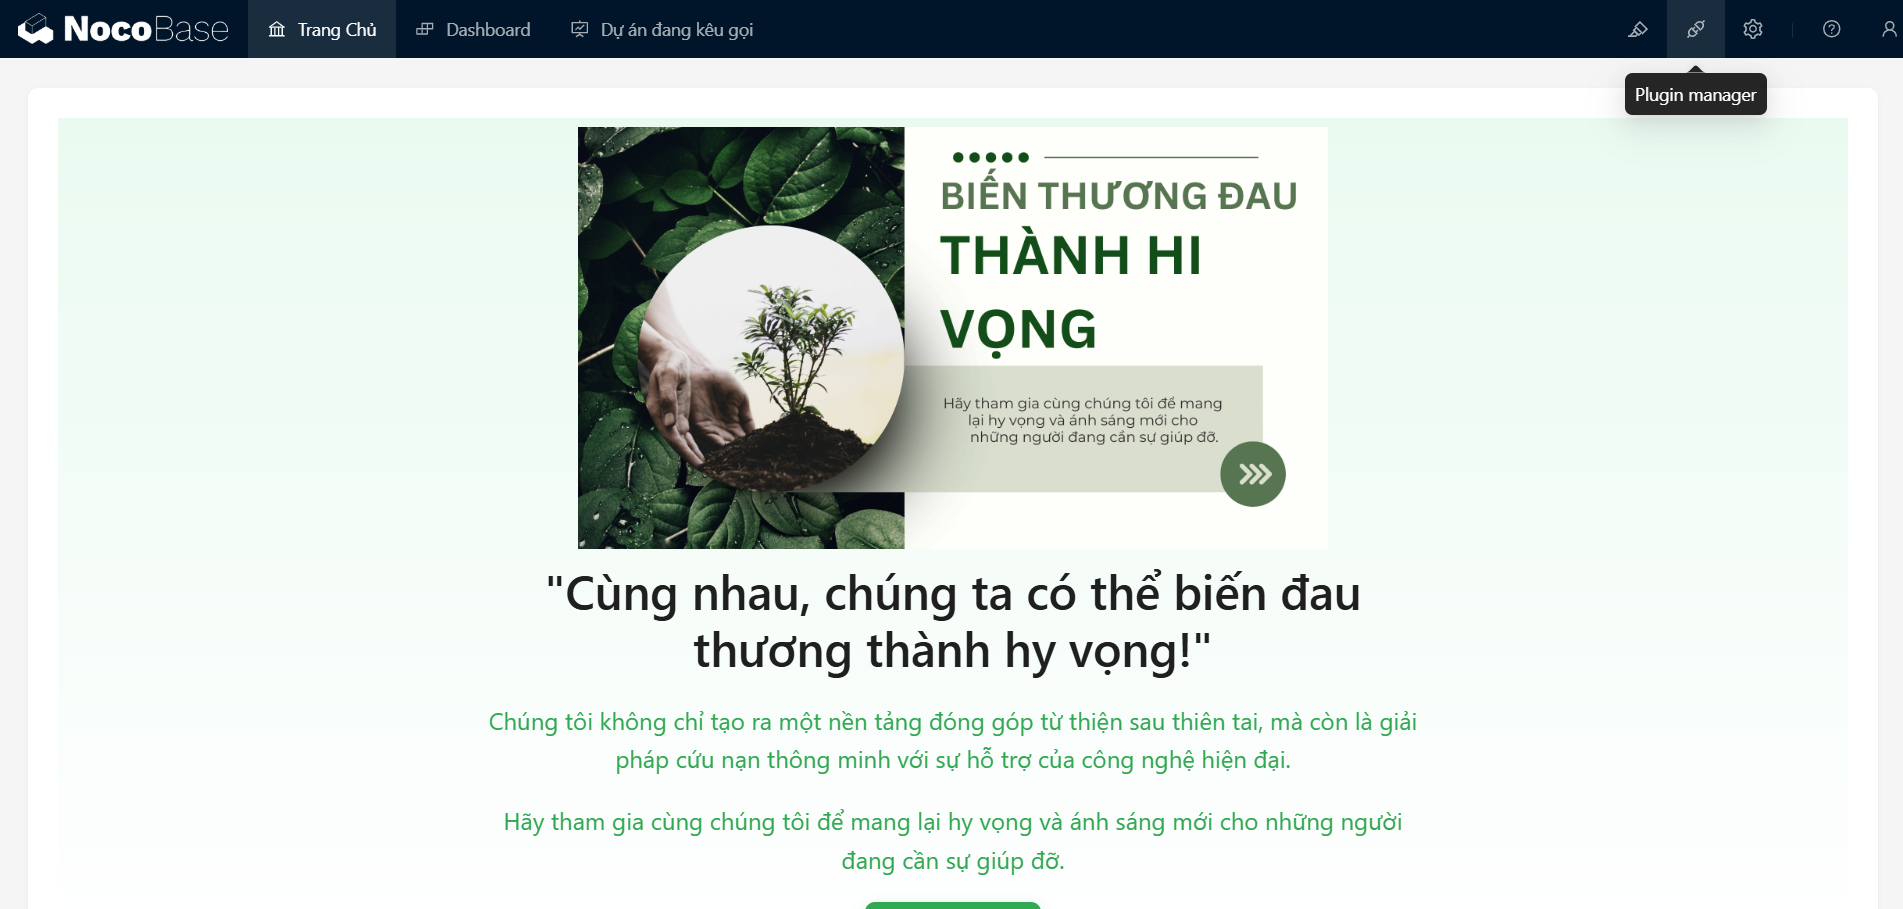 NocoBase
Trang Chủ
Dashboard
Dự án đang kêu gọi
Plugin manager
BIẾN THƯƠNG ĐAU
THÀNH HI
VỌNG
Hãy tham gia cùng chúng tôi để mang
lại hy vọng và ánh sáng mới cho
những người đang cần sự giúp đỡ.
"Cùng nhau, chúng ta có thể biến đau
thương thành hy vọng!"
Chúng tôi không chỉ tạo ra một nền tảng đóng góp từ thiện sau thiên tai, mà còn là giải
pháp cứu nạn thông minh với sự hỗ trợ của công nghệ hiện đại.
Hãy tham gia cùng chúng tôi để mang lại hy vọng và ánh sáng mới cho những người
đang cần sự giúp đỡ.